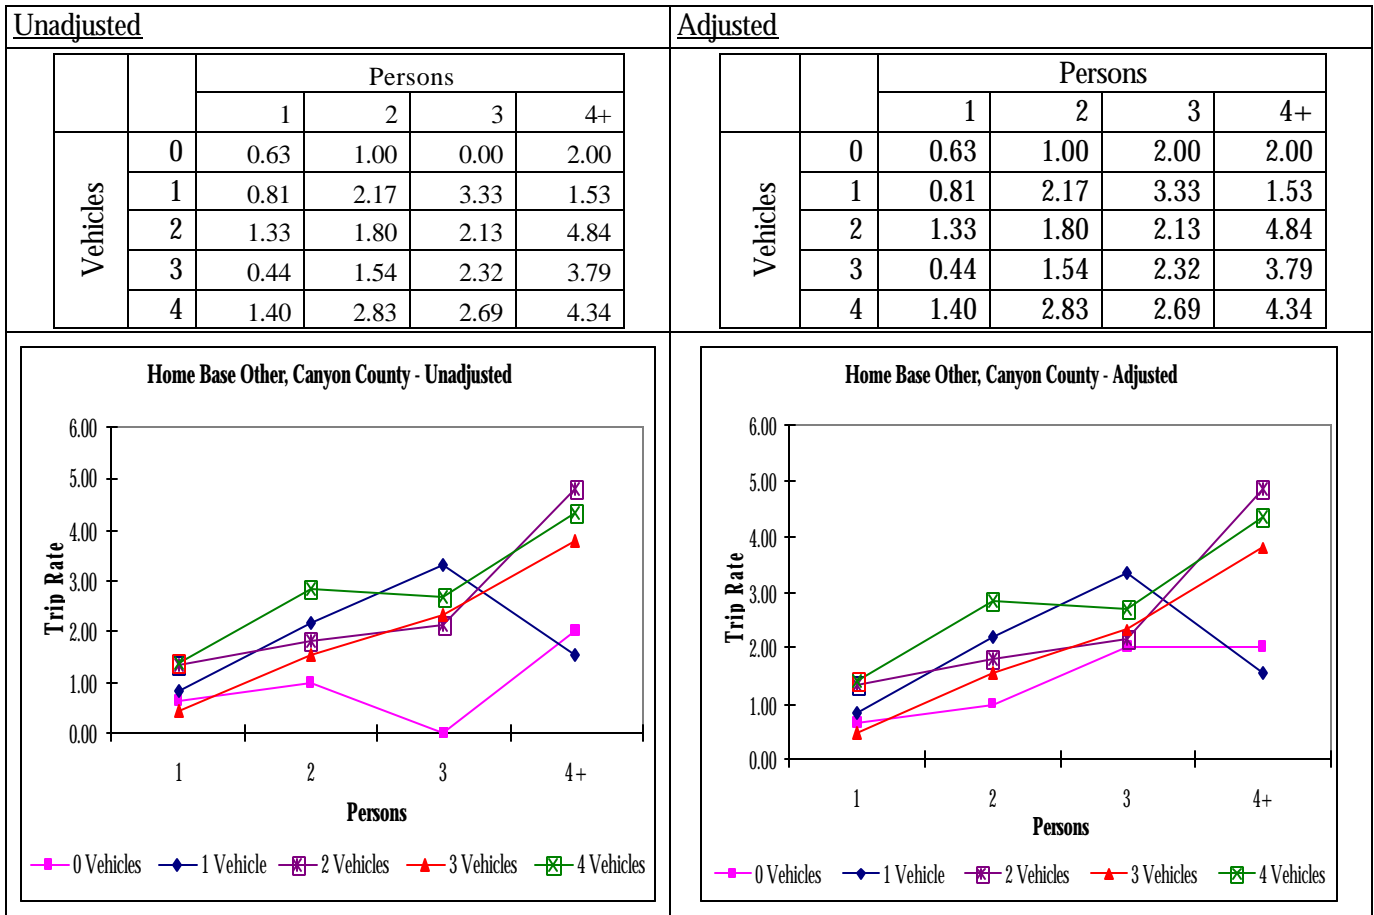 Unadjusted
Persons
1 2 3 4+
Vehicles
0 0.63 1.00 0.00 2.00
1 0.81 2.17 3.33 1.53
2 1.33 1.80 2.13 4.84
3 0.44 1.54 2.32 3.79
4 1.40 2.83 2.69 4.34
Adjusted
Persons
1 2 3 4+
Vehicles
0 0.63 1.00 2.00 2.00
1 0.81 2.17 3.33 1.53
2 1.33 1.80 2.13 4.84
3 0.44 1.54 2.32 3.79
4 1.40 2.83 2.69 4.34
Home Base Other, Canyon County - Unadjusted
Trip Rate
6.00
5.00
4.00
3.00
2.00
1.00
0.00
1 2 3 4+
Persons
0 Vehicles 1 Vehicle 2 Vehicles 3 Vehicles 4 Vehicles
Home Base Other, Canyon County - Adjusted
Trip Rate
6.00
5.00
4.00
3.00
2.00
1.00
0.00
1 2 3 4+
Persons
0 Vehicles 1 Vehicle 2 Vehicles 3 Vehicles 4 Vehicles